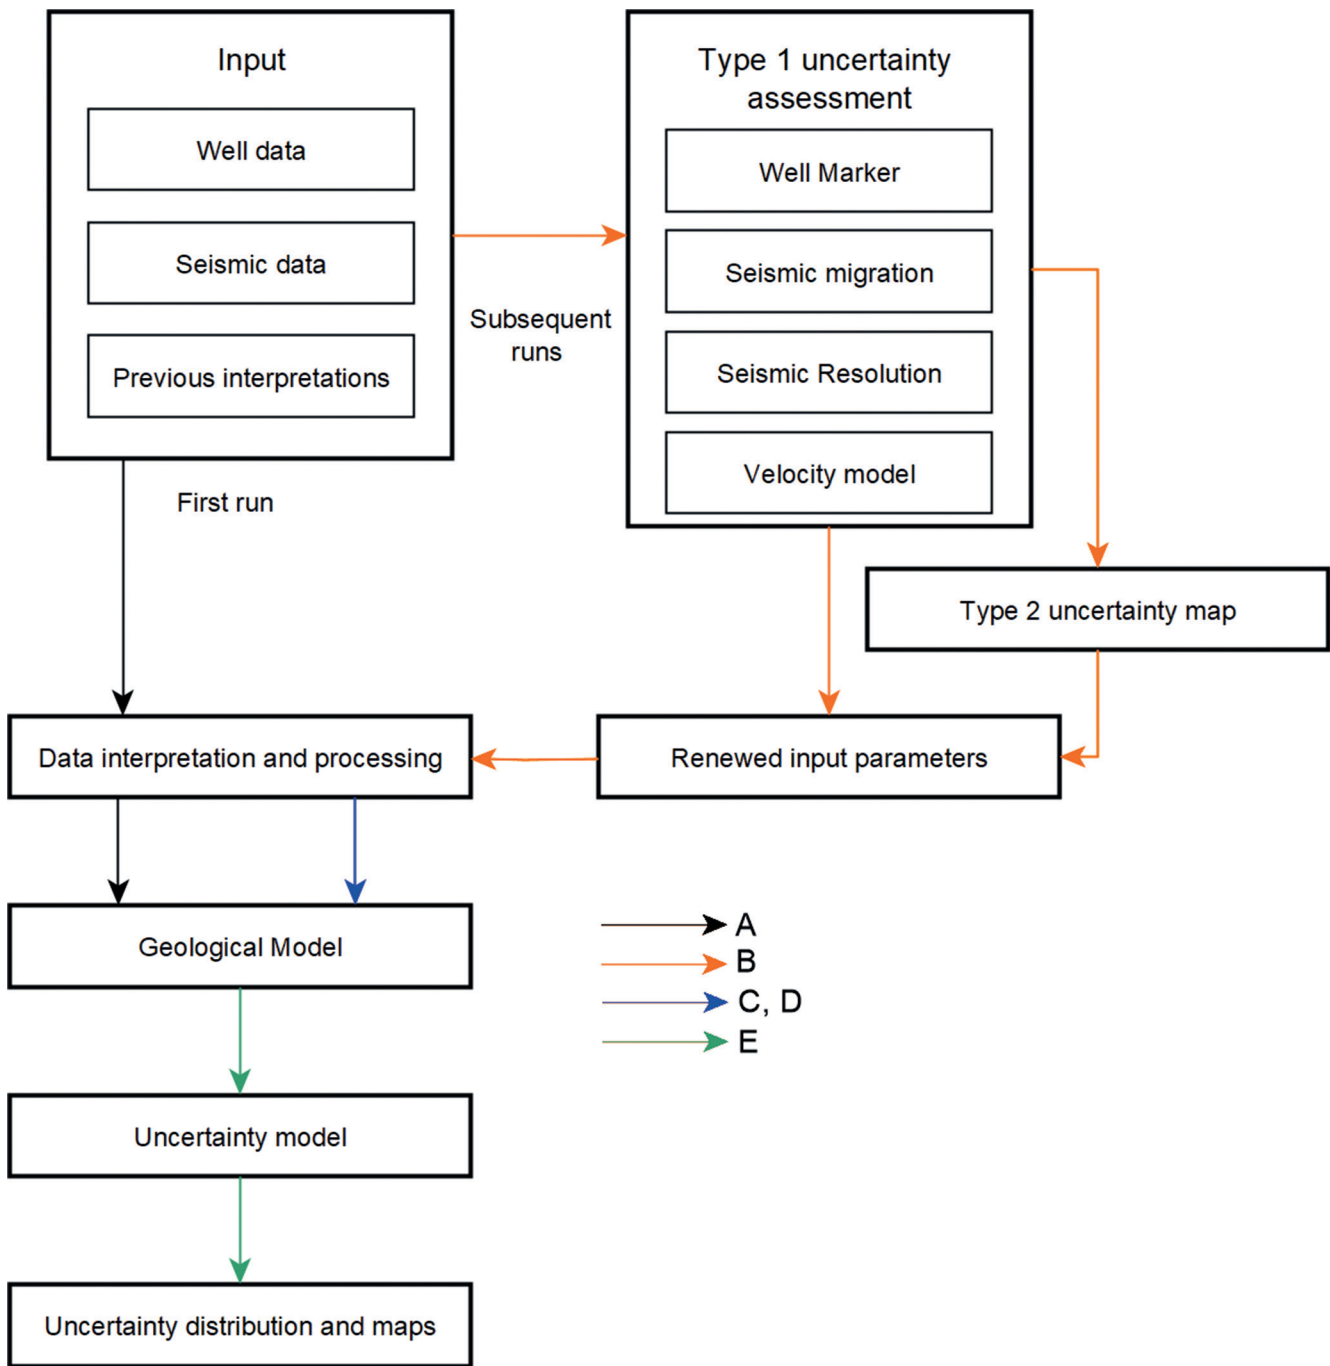 Input
Well data
Seismic data
Previous interpretations
Type 1 uncertainty
assessment
Well Marker
Seismic migration
Seismic Resolution
Velocity model
Subsequent
runs
First run
Type 2 uncertainty map
Data interpretation and processing
Renewed input parameters
Geological Model
A
B
C, D
E
Uncertainty model
Uncertainty distribution and maps